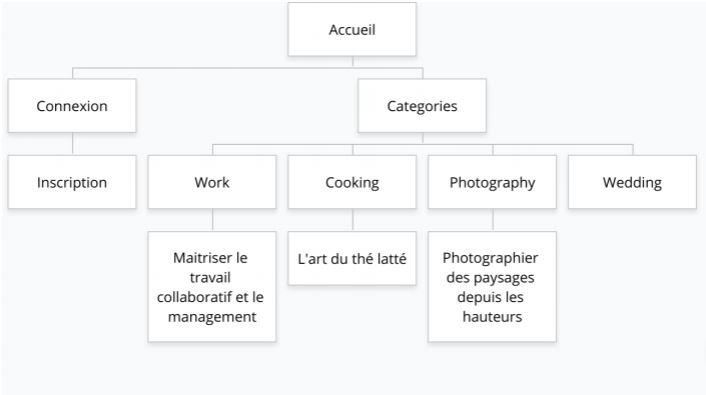 Accueil
Connexion
Categories
Inscription
Work
Cooking
Photography
Wedding
Maitriser le
travail
collaboratif et le
management
L'art du thé latté
Photographier
des paysages
depuis les
hauteurs